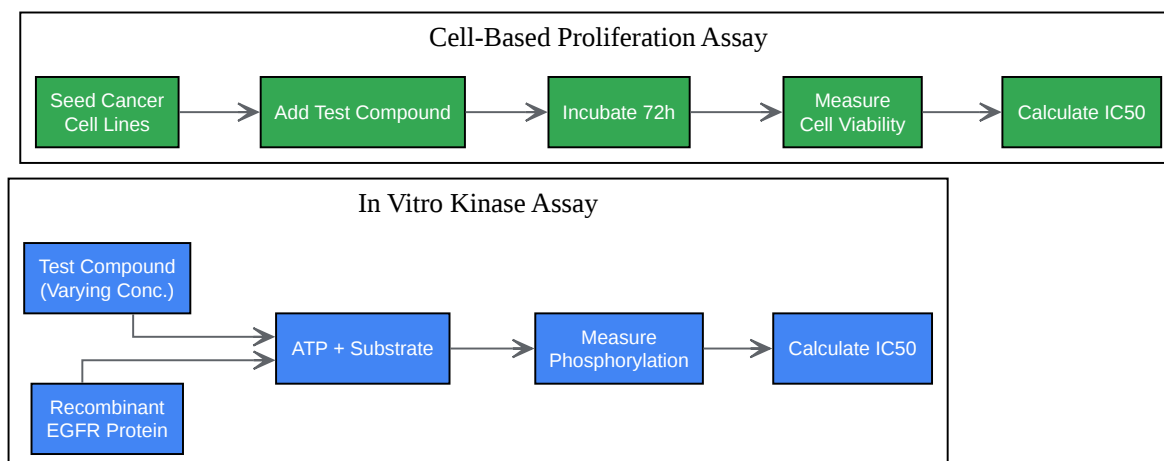 Cell-Based Proliferation Assay
Seed Cancer
Cell Lines
Add Test Compound
Incubate 72h
Measure
Cell Viability
Calculate IC50
In Vitro Kinase Assay
Test Compound
(Varying Conc.)
Recombinant
EGFR Protein
ATP + Substrate
Measure
Phosphorylation
Calculate IC50